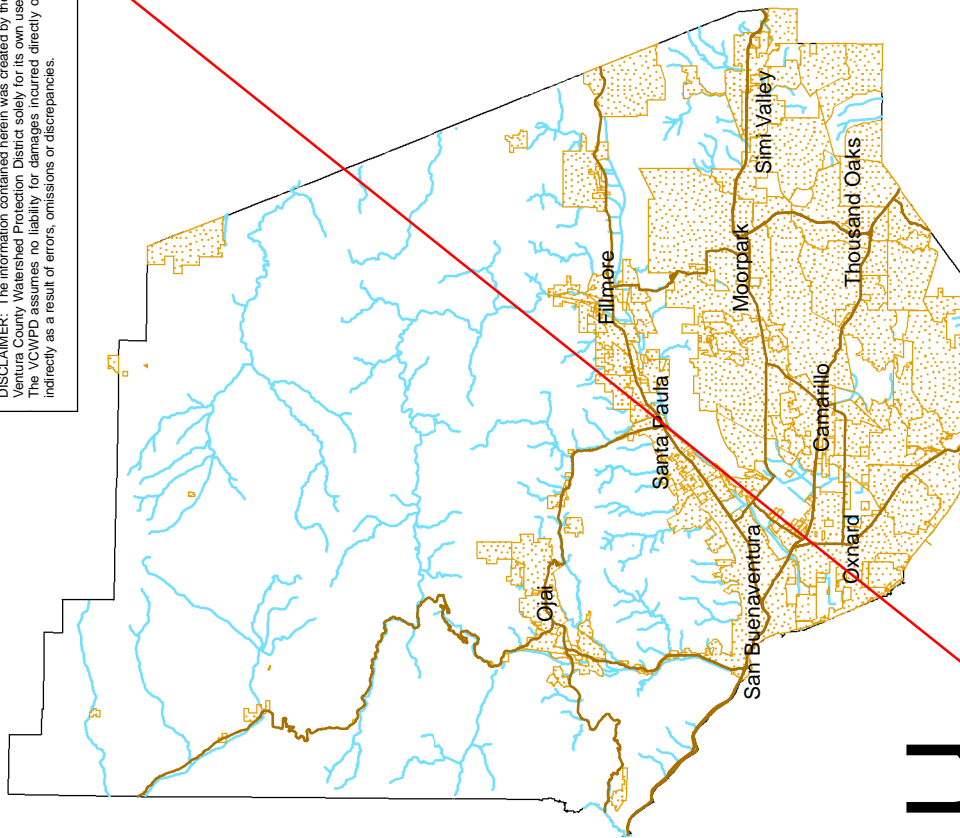 DISCLAIMER: The information contained herein was created by the
Ventura County Watershed Protection District solely for its own use
The VCWPD assumes no liability for damages incurred directly o
indirectly as a result of errors, omissions or discrepancies.
Simi Valley
Thousand Oaks
Moorpark
Fillmore
Camarillo
Santa Paula
Oxnard
San Buenaventura
Ojai